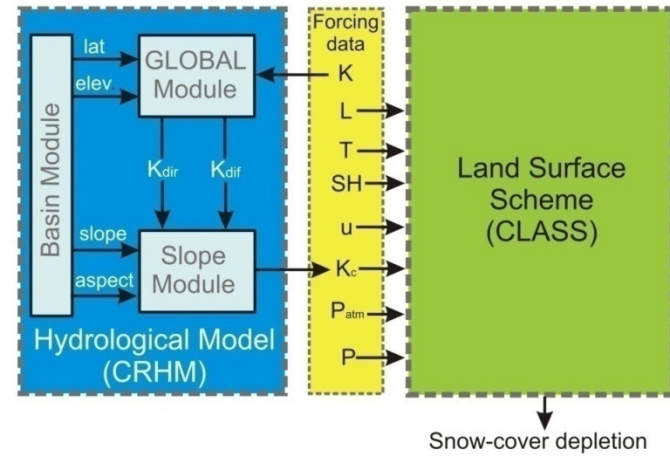 Basin Module
lat
elev.
GLOBAL
Module
Kdir
Kdif
slope
aspect
Slope
Module
Hydrological Model
(CRHM)
Forcing
data
K
L
T
SH
u
Kc
Patm
P
Land Surface
Scheme
(CLASS)
Snow-cover depletion